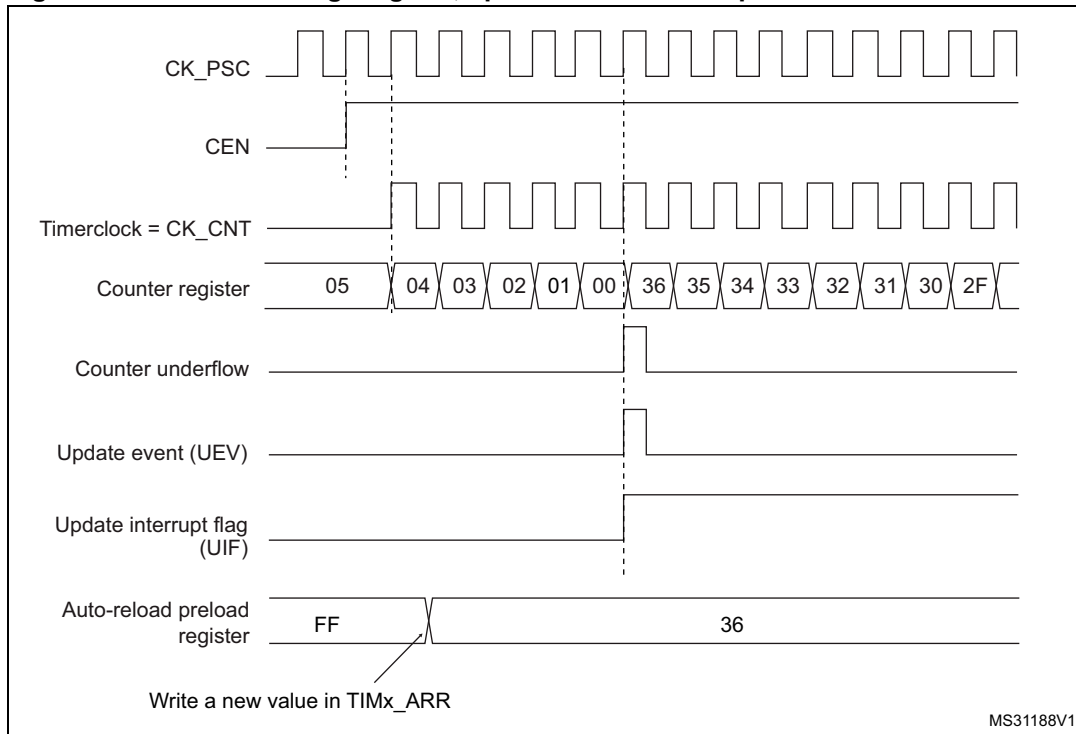 CK_PSC
CEN
Timerclock = CK_CNT
Counter register 05 04 03 02 01 00 36 35 34 33 32 31 30 2F
Counter underflow
Update event (UEV)
Update interrupt flag
(UIF)
Auto-reload preload
register FF 36
Write a new value in TIMx_ARR
MS31188V1